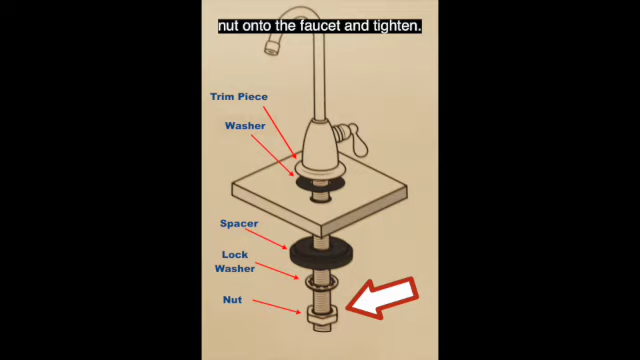 nut onto the faucet and tighten.
Trim Piece
Washer
Spacer
Lock
Washer
Nut